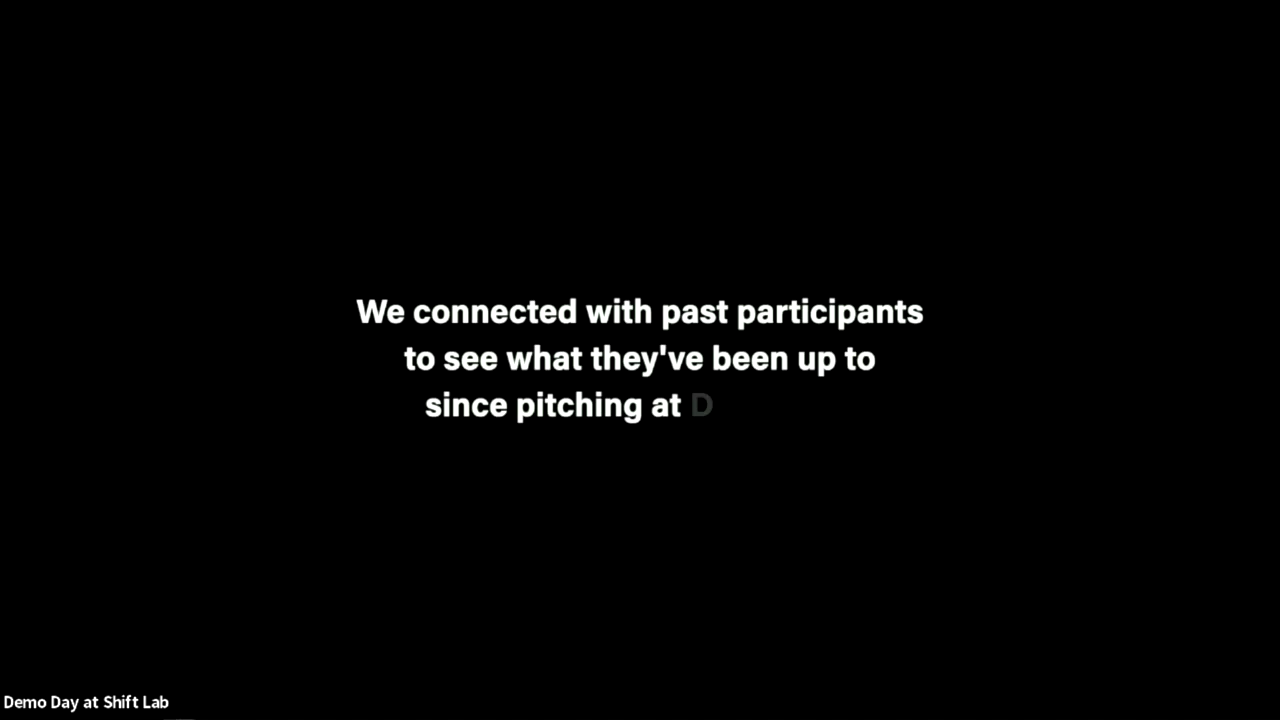 We connected with past participants
to see what they've been up to
since pitching at D
Demo Day at Shift Lab